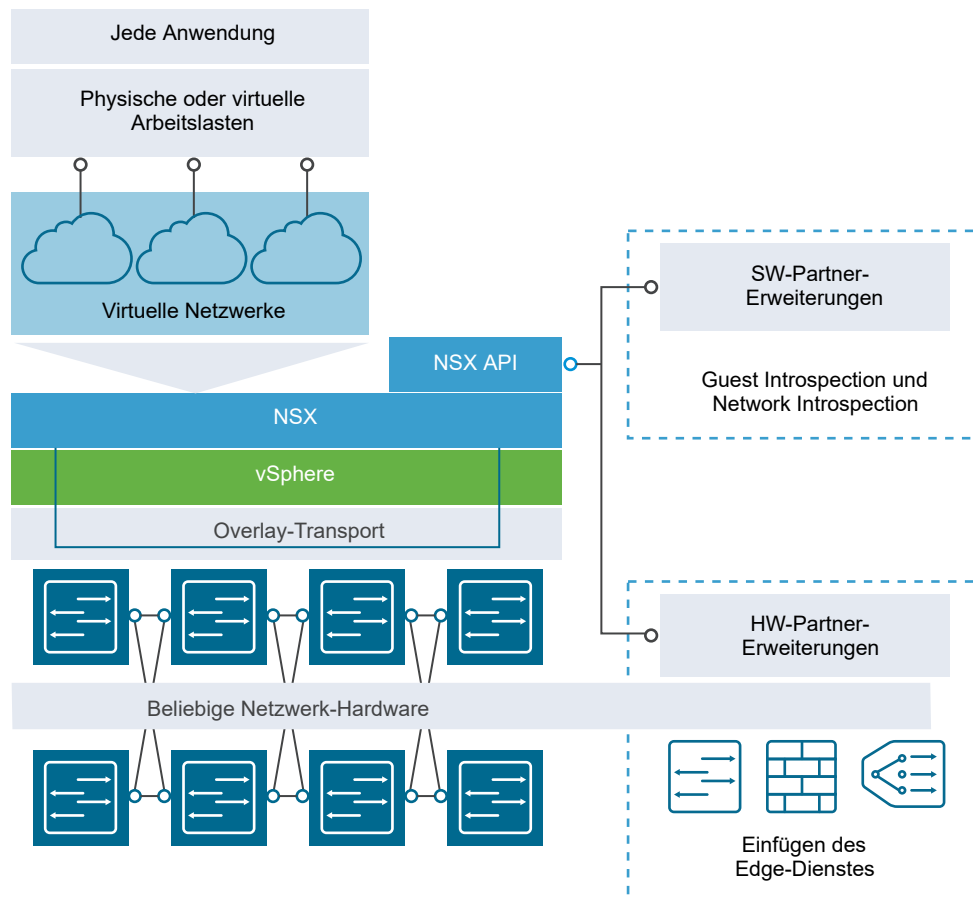 Jede Anwendung
Physische oder virtuelle
Arbeitslasten
Virtuelle Netzwerke
NSX API
NSX
vSphere
Overlay-Transport
Beliebige Netzwerk-Hardware
SW-Partner-
Erweiterungen
Guest Introspection und
Network Introspection
HW-Partner-
Erweiterungen
Einfügen des
Edge-Dienstes